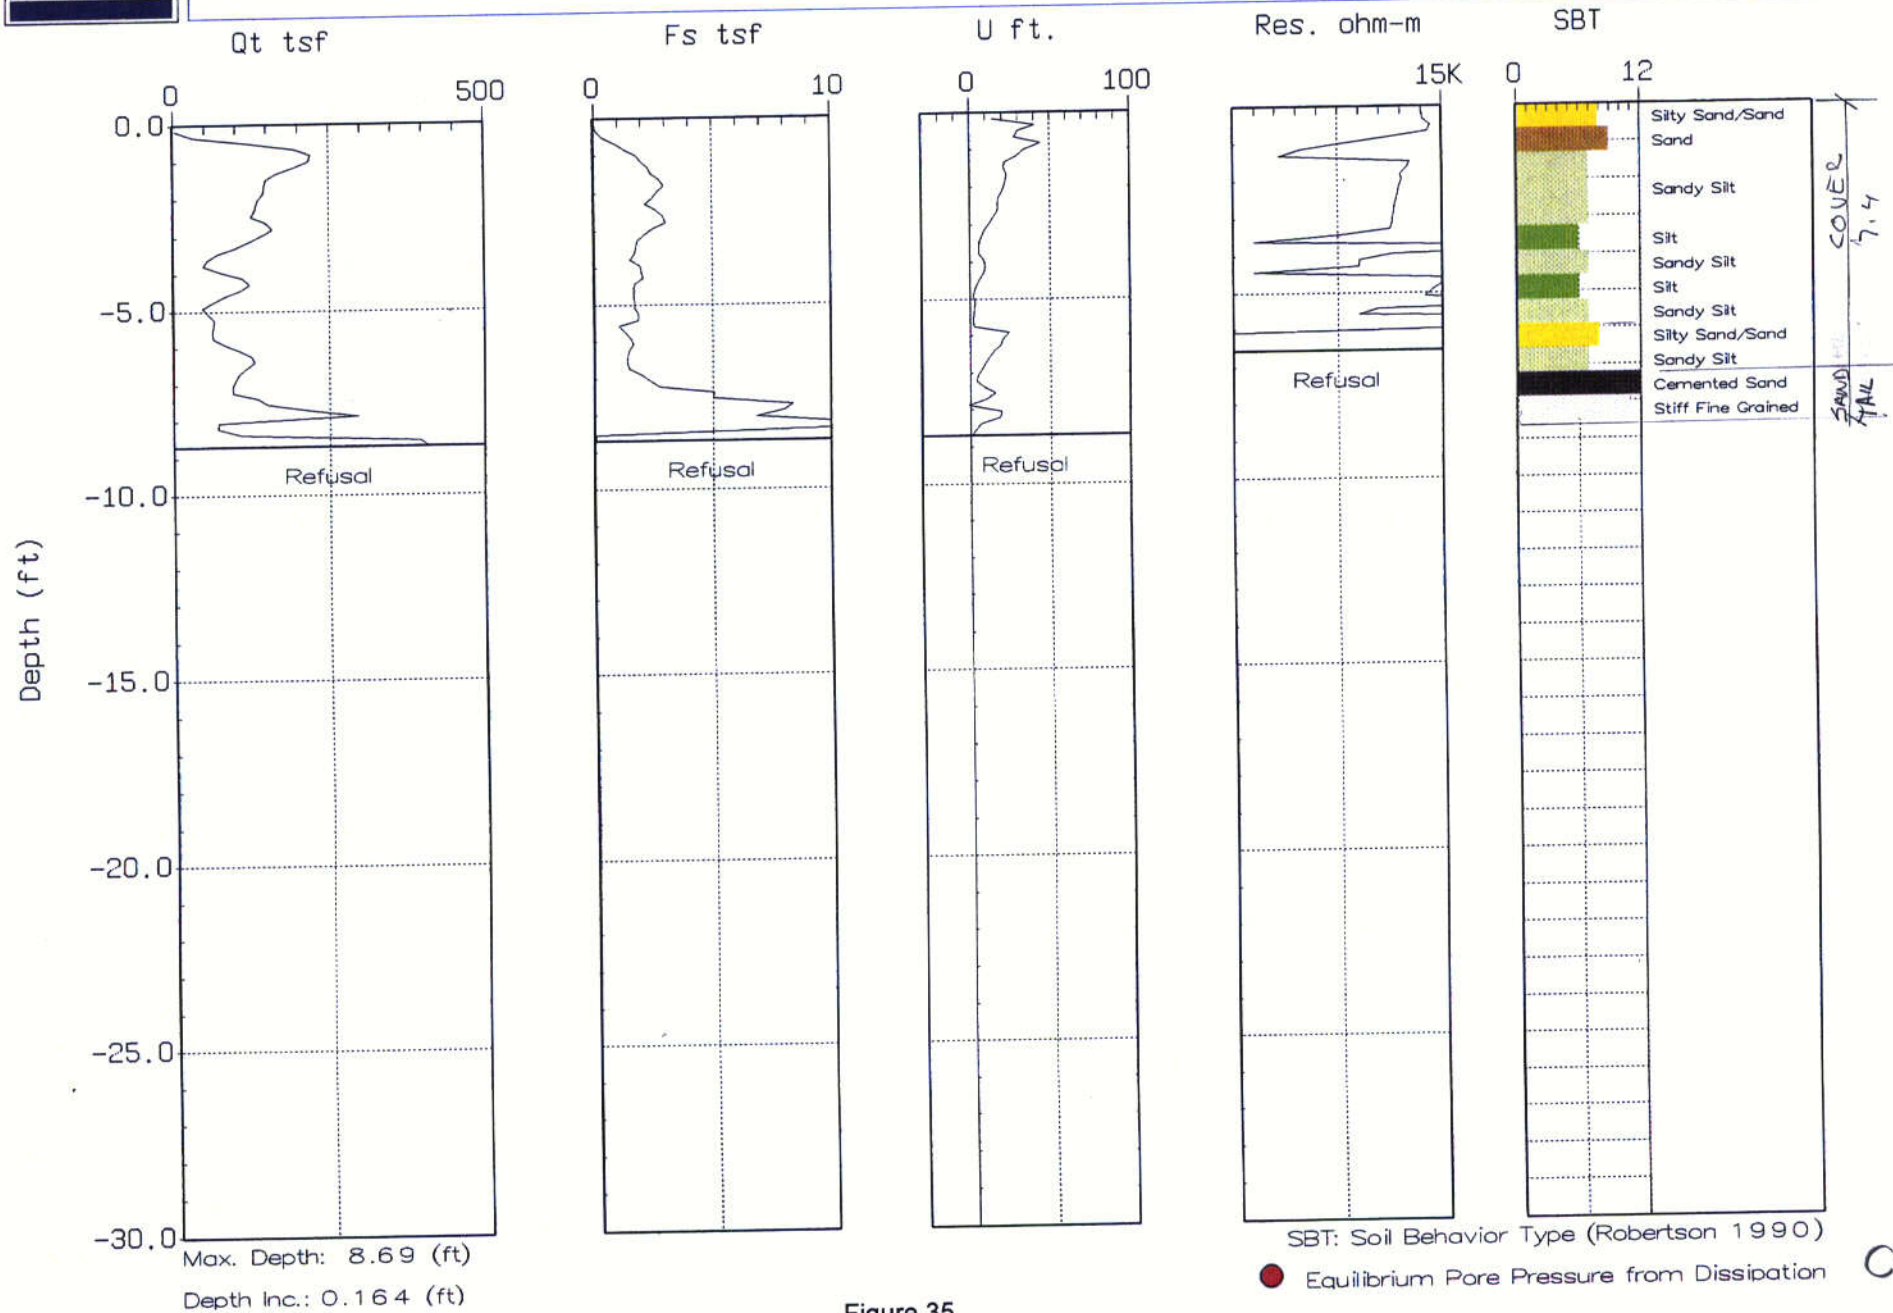 Qt tsf
Fs tsf
U ft.
Res. ohm-m
SBT
0 500
0 10
0 100
15K
0 12
0.0
-5.0
-10.0
-15.0
-20.0
-25.0
-30.0
Depth (ft)
Refusal
Refusal
Refusal
Refusal
Silty Sand/Sand
Sand
Sandy Silt
Silt
Sandy Silt
Silt
Sandy Silt
Silty Sand/Sand
Sandy Silt
Cemented Sand
Stiff Fine Grained
COVER
7.4
SAND
TAIL
Max. Depth: 8.69 (ft)
Depth Inc.: 0.164 (ft)
SBT: Soil Behavior Type (Robertson 1990)
Equilibrium Pore Pressure from Dissipation
C
Figure 35